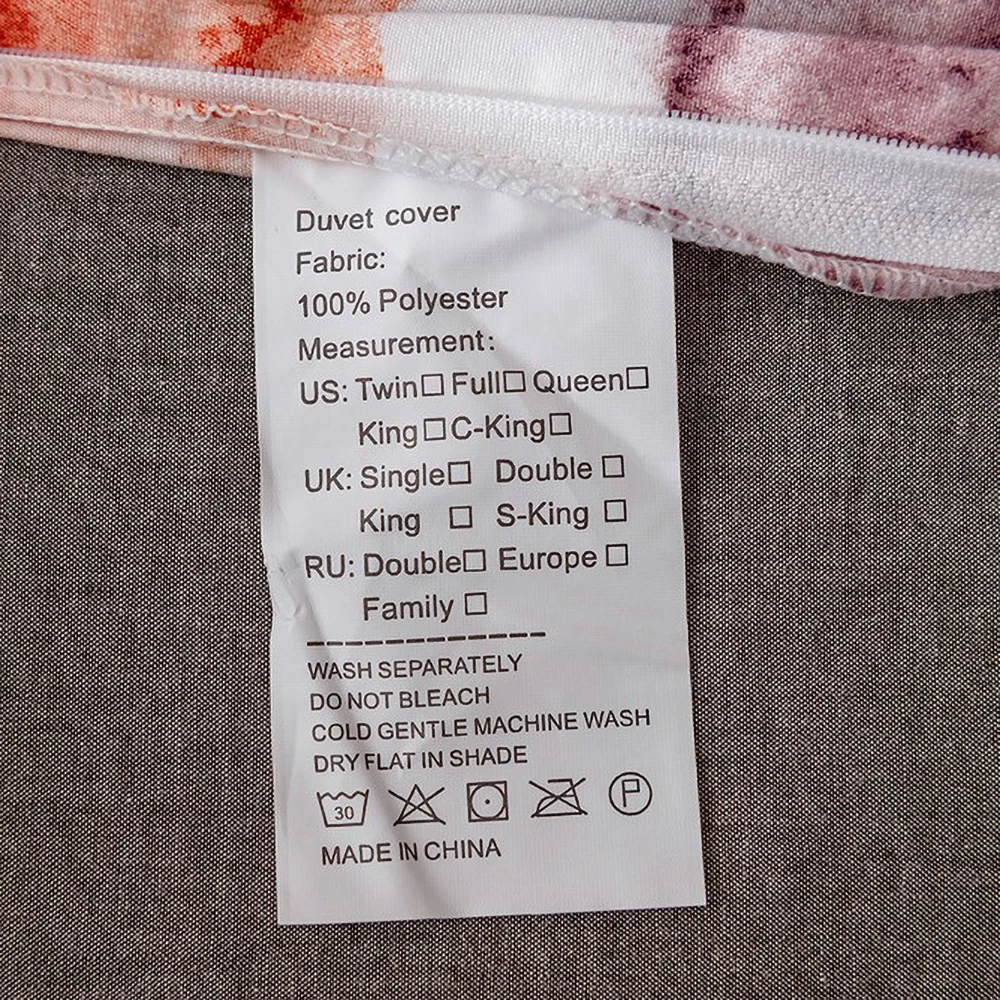 Duvet cover
Fabric:
100% Polyester
Measurement:
US: Twin☐ Full☐ Queen☐
King☐ C-King☐
UK: Single☐ Double ☐
King ☐ S-King ☐
RU: Double☐ Europe ☐
Family ☐
WASH SEPARATELY
DO NOT BLEACH
COLD GENTLE MACHINE WASH
DRY FLAT IN SHADE
30 P
MADE IN CHINA